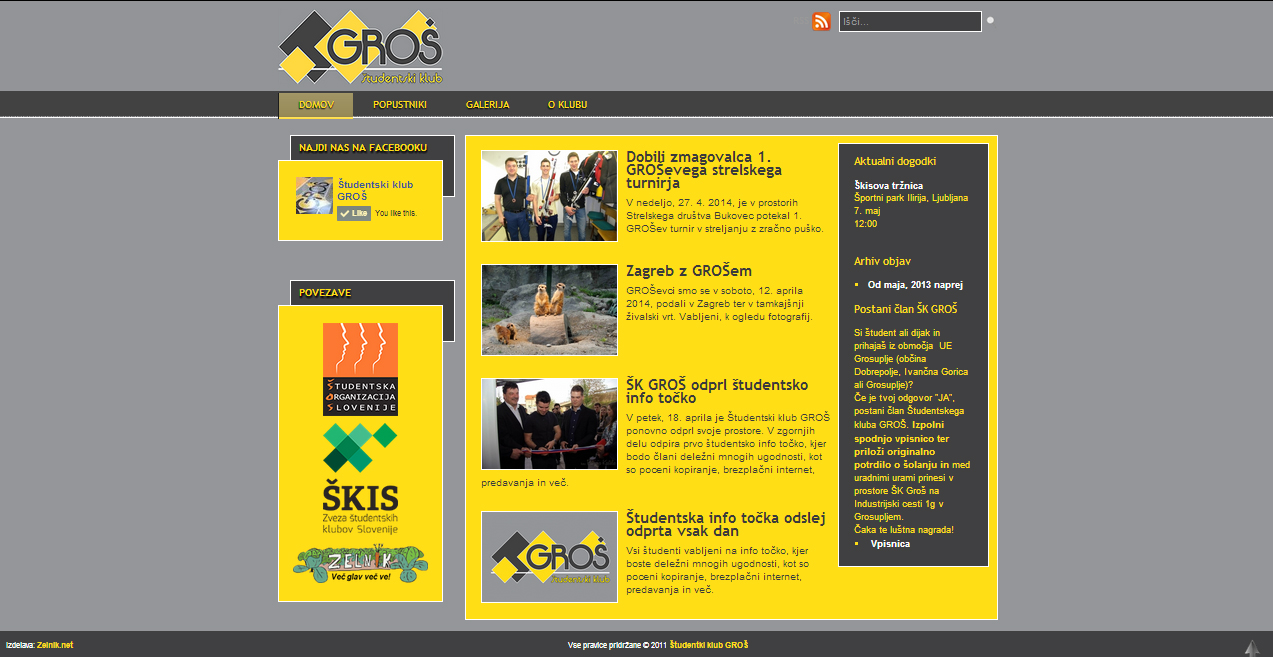 GROŠ
študentski klub
Išči...
DOMOV
POPUSTNIKI
GALERIJA
O KLUBU
NAJDI NAS NA FACEBOOKU
Študentski klub
GROŠ
Like You like this.
POVEZAVE
ŠTUDENTSKA
ORGANIZACIJA
SLOVENIJE
ŠKIS
Zveza študentskih
klubov Slovenije
ZELNIK
Več glav več ve!
Dobili zmagovalca 1.
GROŠevega strelskega
turnirja
V nedeljo, 27. 4. 2014, je v prostorih
Strelskega društva Bukovec potekal 1.
GROŠev turnir v streljanju z zračno puško.
Zagreb z GROŠem
GROŠevci smo se v soboto, 12. aprila
2014, podali v Zagreb ter v tamkajšnji
živalski vrt. Vabljeni, k ogledu fotografij.
ŠK GROŠ odprl študentsko
info točko
V petek, 18. aprila je Študentski klub GROŠ
ponovno odprl svoje prostore. V zgornjih
delu odpira prvo študentsko info točko, kjer
bodo člani deležni mnogih ugodnosti, kot
so poceni kopiranje, brezplačni internet,
predavanja in več.
GROŠ
študentski klub
Študentska info točka odslej
odprta vsak dan
Vsi študenti vabljeni na info točko, kjer
boste deležni mnogih ugodnosti, kot so
poceni kopiranje, brezplačni internet,
predavanja in več.
Aktualni dogodki
Škisova tržnica
Športni park Ilirija, Ljubljana
7. maj
12:00
Arhiv objav
Od maja, 2013 naprej
Postani član ŠK GROŠ
Si študent ali dijak in
prihajaš iz območja UE
Grosuplje (občina
Dobrepolje, Ivančna Gorica
ali Grosuplje)?
Če je tvoj odgovor "JA",
postani član Študentskega
kluba GROŠ. Izpolni
spodnjo vpisnico ter
priloži originalno
potrdilo o šolanju in med
uradnimi urami prinesi v
prostore ŠK Groš na
Industrijski cesti 1g v
Grosupljem.
Čaka te luštna nagrada!
Vpisnica
Izdelava: Zelnik.net
Vse pravice pridržane © 2011 Študentki klub GROŠ